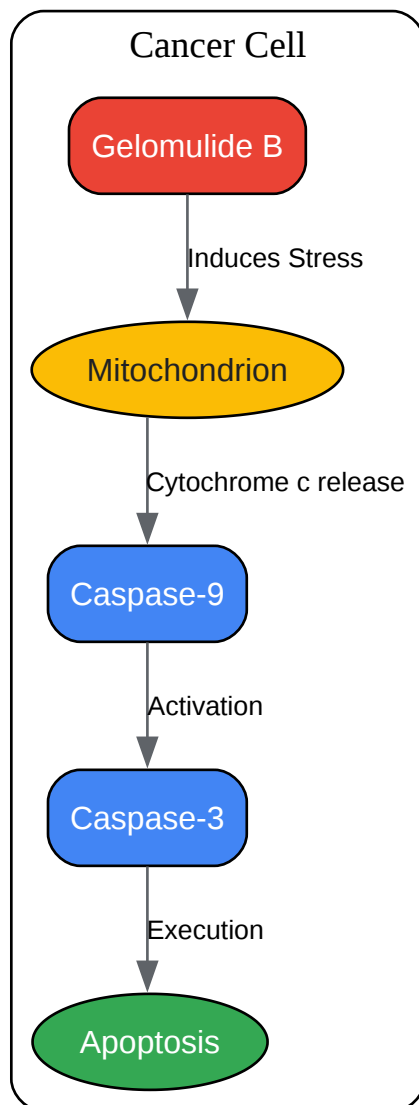 Cancer Cell
Gelomulide B
Induces Stress
Mitochondrion
Cytochrome c release
Caspase-9
Activation
Caspase-3
Execution
Apoptosis